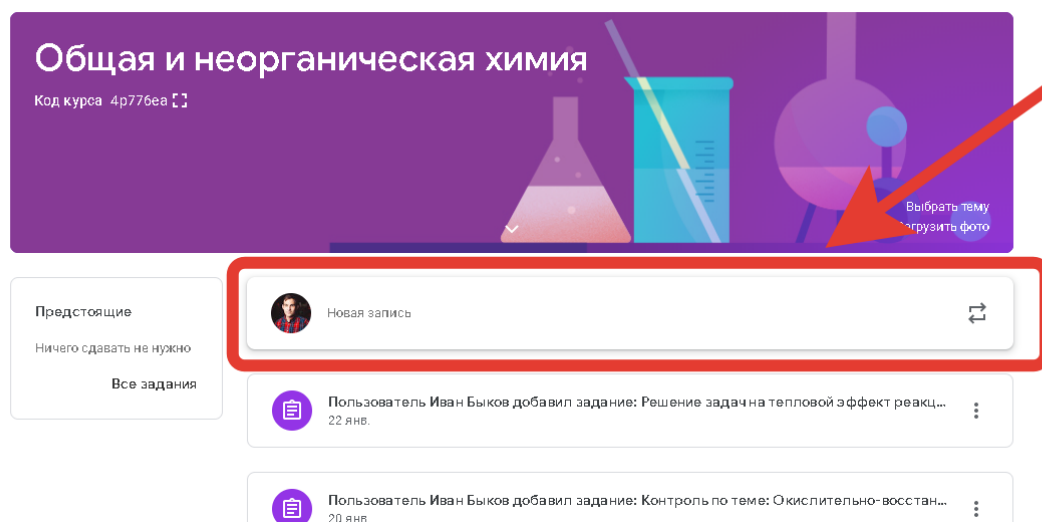 Общая и неорганическая химия
Код курса 4p776ea
Выбрать тему
Загрузить фото
Предстоящие
Ничего сдавать не нужно
Все задания
Новая запись
Пользователь Иван Быков добавил задание: Решение задач на тепловой эффект реакц...
22 янв.
Пользователь Иван Быков добавил задание: Контроль по теме: Окислительно-восстан...
20 янв.